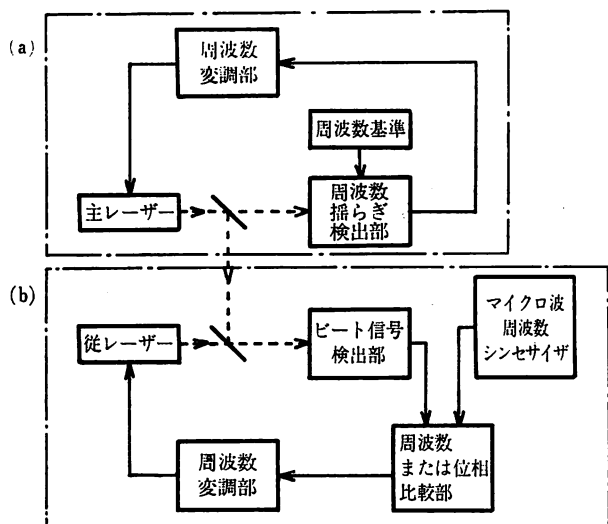 (a)
周波数
変調部
周波数基準
主レーザー
周波数
揺らぎ
検出部
(b)
従レーザー
ビート信号
検出部
マイクロ波
周波数
シンセサイザ
周波数
変調部
周波数
または位相
比較部